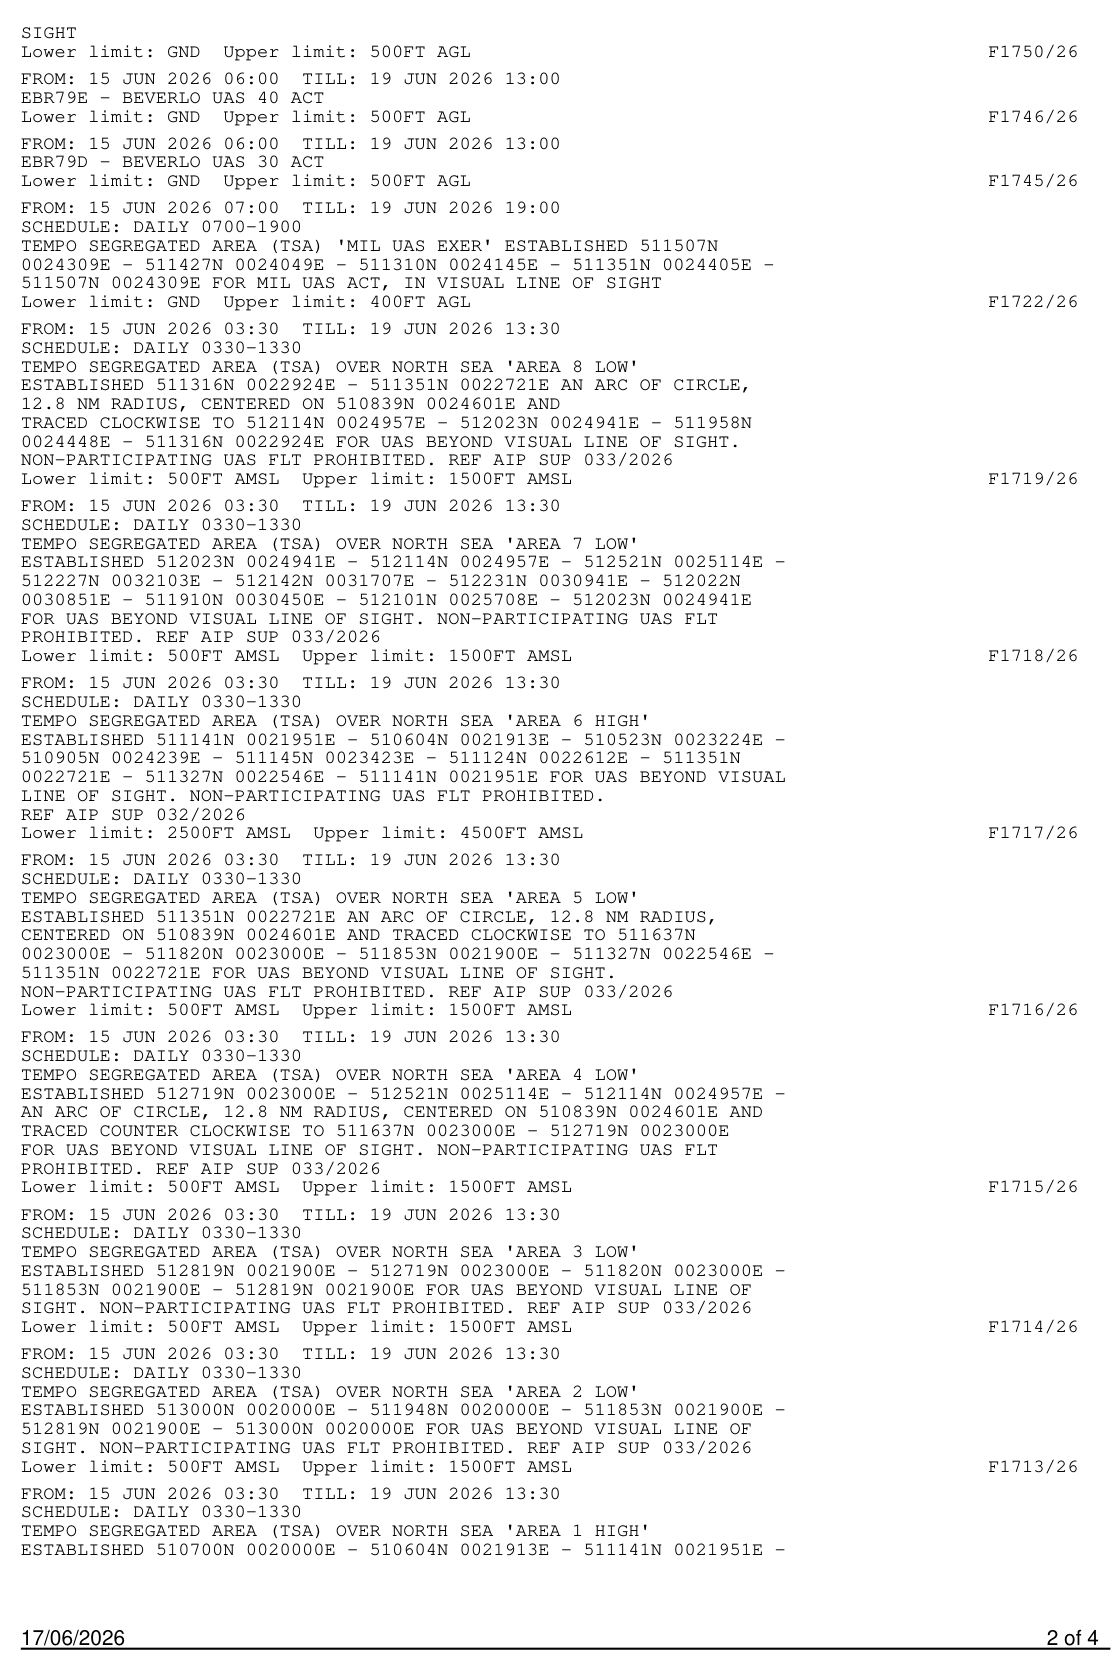 SIGHT
Lower limit: GND  Upper limit: 500FT AGL F1750/26
FROM: 15 JUN 2026 06:00  TILL: 19 JUN 2026 13:00
EBR79E - BEVERLO UAS 40 ACT
Lower limit: GND  Upper limit: 500FT AGL F1746/26
FROM: 15 JUN 2026 06:00  TILL: 19 JUN 2026 13:00
EBR79D - BEVERLO UAS 30 ACT
Lower limit: GND  Upper limit: 500FT AGL F1745/26
FROM: 15 JUN 2026 07:00  TILL: 19 JUN 2026 19:00
SCHEDULE: DAILY 0700-1900
TEMPO SEGREGATED AREA (TSA) 'MIL UAS EXER' ESTABLISHED 511507N
0024309E - 511427N 0024049E - 511310N 0024145E - 511351N 0024405E -
511507N 0024309E FOR MIL UAS ACT, IN VISUAL LINE OF SIGHT
Lower limit: GND  Upper limit: 400FT AGL F1722/26
FROM: 15 JUN 2026 03:30  TILL: 19 JUN 2026 13:30
SCHEDULE: DAILY 0330-1330
TEMPO SEGREGATED AREA (TSA) OVER NORTH SEA 'AREA 8 LOW'
ESTABLISHED 511316N 0022924E - 511351N 0022721E AN ARC OF CIRCLE,
12.8 NM RADIUS, CENTERED ON 510839N 0024601E AND
TRACED CLOCKWISE TO 512114N 0024957E - 512023N 0024941E - 511958N
0024448E - 511316N 0022924E FOR UAS BEYOND VISUAL LINE OF SIGHT.
NON-PARTICIPATING UAS FLT PROHIBITED. REF AIP SUP 033/2026
Lower limit: 500FT AMSL  Upper limit: 1500FT AMSL F1719/26
FROM: 15 JUN 2026 03:30  TILL: 19 JUN 2026 13:30
SCHEDULE: DAILY 0330-1330
TEMPO SEGREGATED AREA (TSA) OVER NORTH SEA 'AREA 7 LOW'
ESTABLISHED 512023N 0024941E - 512114N 0024957E - 512521N 0025114E -
512227N 0032103E - 512142N 0031707E - 512231N 0030941E - 512022N
0030851E - 511910N 0030450E - 512101N 0025708E - 512023N 0024941E
FOR UAS BEYOND VISUAL LINE OF SIGHT. NON-PARTICIPATING UAS FLT
PROHIBITED. REF AIP SUP 033/2026
Lower limit: 500FT AMSL  Upper limit: 1500FT AMSL F1718/26
FROM: 15 JUN 2026 03:30  TILL: 19 JUN 2026 13:30
SCHEDULE: DAILY 0330-1330
TEMPO SEGREGATED AREA (TSA) OVER NORTH SEA 'AREA 6 HIGH'
ESTABLISHED 511141N 0021951E - 510604N 0021913E - 510523N 0023224E -
510905N 0024239E - 511145N 0023423E - 511124N 0022612E - 511351N
0022721E - 511327N 0022546E - 511141N 0021951E FOR UAS BEYOND VISUAL
LINE OF SIGHT. NON-PARTICIPATING UAS FLT PROHIBITED.
REF AIP SUP 032/2026
Lower limit: 2500FT AMSL  Upper limit: 4500FT AMSL F1717/26
FROM: 15 JUN 2026 03:30  TILL: 19 JUN 2026 13:30
SCHEDULE: DAILY 0330-1330
TEMPO SEGREGATED AREA (TSA) OVER NORTH SEA 'AREA 5 LOW'
ESTABLISHED 511351N 0022721E AN ARC OF CIRCLE, 12.8 NM RADIUS,
CENTERED ON 510839N 0024601E AND TRACED CLOCKWISE TO 511637N
0023000E - 511820N 0023000E - 511853N 0021900E - 511327N 0022546E -
511351N 0022721E FOR UAS BEYOND VISUAL LINE OF SIGHT.
NON-PARTICIPATING UAS FLT PROHIBITED. REF AIP SUP 033/2026
Lower limit: 500FT AMSL  Upper limit: 1500FT AMSL F1716/26
FROM: 15 JUN 2026 03:30  TILL: 19 JUN 2026 13:30
SCHEDULE: DAILY 0330-1330
TEMPO SEGREGATED AREA (TSA) OVER NORTH SEA 'AREA 4 LOW'
ESTABLISHED 512719N 0023000E - 512521N 0025114E - 512114N 0024957E -
AN ARC OF CIRCLE, 12.8 NM RADIUS, CENTERED ON 510839N 0024601E AND
TRACED COUNTER CLOCKWISE TO 511637N 0023000E - 512719N 0023000E
FOR UAS BEYOND VISUAL LINE OF SIGHT. NON-PARTICIPATING UAS FLT
PROHIBITED. REF AIP SUP 033/2026
Lower limit: 500FT AMSL  Upper limit: 1500FT AMSL F1715/26
FROM: 15 JUN 2026 03:30  TILL: 19 JUN 2026 13:30
SCHEDULE: DAILY 0330-1330
TEMPO SEGREGATED AREA (TSA) OVER NORTH SEA 'AREA 3 LOW'
ESTABLISHED 512819N 0021900E - 512719N 0023000E - 511820N 0023000E -
511853N 0021900E - 512819N 0021900E FOR UAS BEYOND VISUAL LINE OF
SIGHT. NON-PARTICIPATING UAS FLT PROHIBITED. REF AIP SUP 033/2026
Lower limit: 500FT AMSL  Upper limit: 1500FT AMSL F1714/26
FROM: 15 JUN 2026 03:30  TILL: 19 JUN 2026 13:30
SCHEDULE: DAILY 0330-1330
TEMPO SEGREGATED AREA (TSA) OVER NORTH SEA 'AREA 2 LOW'
ESTABLISHED 513000N 0020000E - 511948N 0020000E - 511853N 0021900E -
512819N 0021900E - 513000N 0020000E FOR UAS BEYOND VISUAL LINE OF
SIGHT. NON-PARTICIPATING UAS FLT PROHIBITED. REF AIP SUP 033/2026
Lower limit: 500FT AMSL  Upper limit: 1500FT AMSL F1713/26
FROM: 15 JUN 2026 03:30  TILL: 19 JUN 2026 13:30
SCHEDULE: DAILY 0330-1330
TEMPO SEGREGATED AREA (TSA) OVER NORTH SEA 'AREA 1 HIGH'
ESTABLISHED 510700N 0020000E - 510604N 0021913E - 511141N 0021951E -
17/06/2026 2 of 4